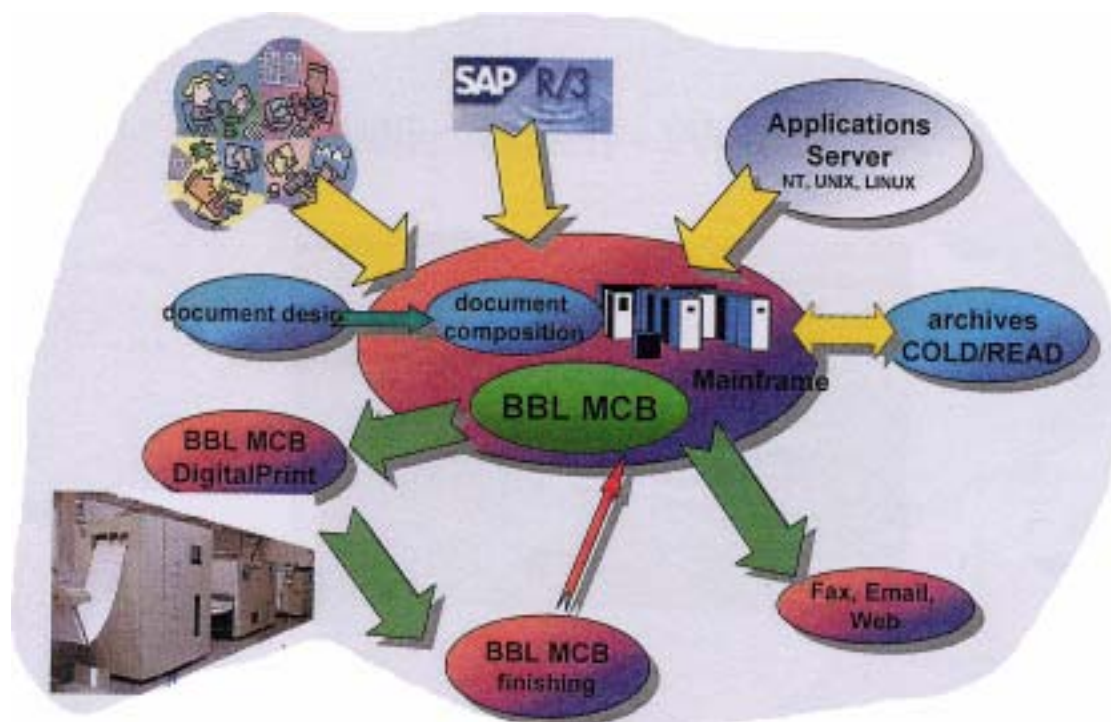 SAP R/3
Applications
Server
NT, UNIX, LINUX
document desig
document
composition
archives
COLD/READ
Mainframe
BBL MCB
BBL MCB
DigitalPrint
Fax, Email,
Web
BBL MCB
finishing